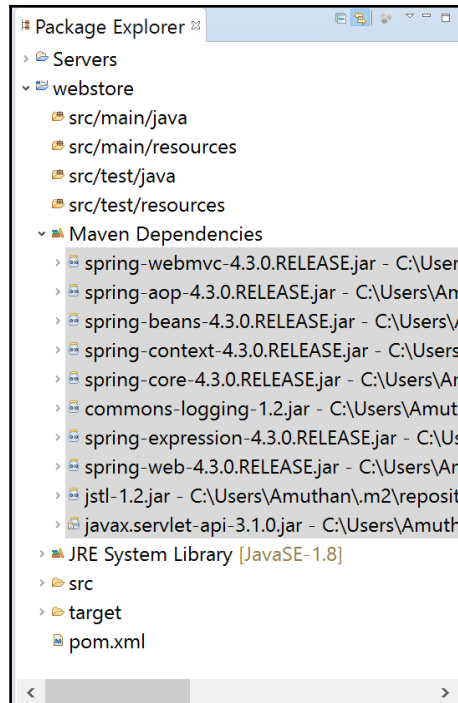 Package Explorer
Servers
webstore
src/main/java
src/main/resources
src/test/java
src/test/resources
Maven Dependencies
spring-webmvc-4.3.0.RELEASE.jar - C:\User
spring-aop-4.3.0.RELEASE.jar - C:\Users\Am
spring-beans-4.3.0.RELEASE.jar - C:\Users\
spring-context-4.3.0.RELEASE.jar - C:\Users
spring-core-4.3.0.RELEASE.jar - C:\Users\Am
commons-logging-1.2.jar - C:\Users\Amut
spring-expression-4.3.0.RELEASE.jar - C:\Us
spring-web-4.3.0.RELEASE.jar - C:\Users\Am
jstl-1.2.jar - C:\Users\Amuthan\.m2\reposit
javax.servlet-api-3.1.0.jar - C:\Users\Amuth
JRE System Library [JavaSE-1.8]
src
target
pom.xml